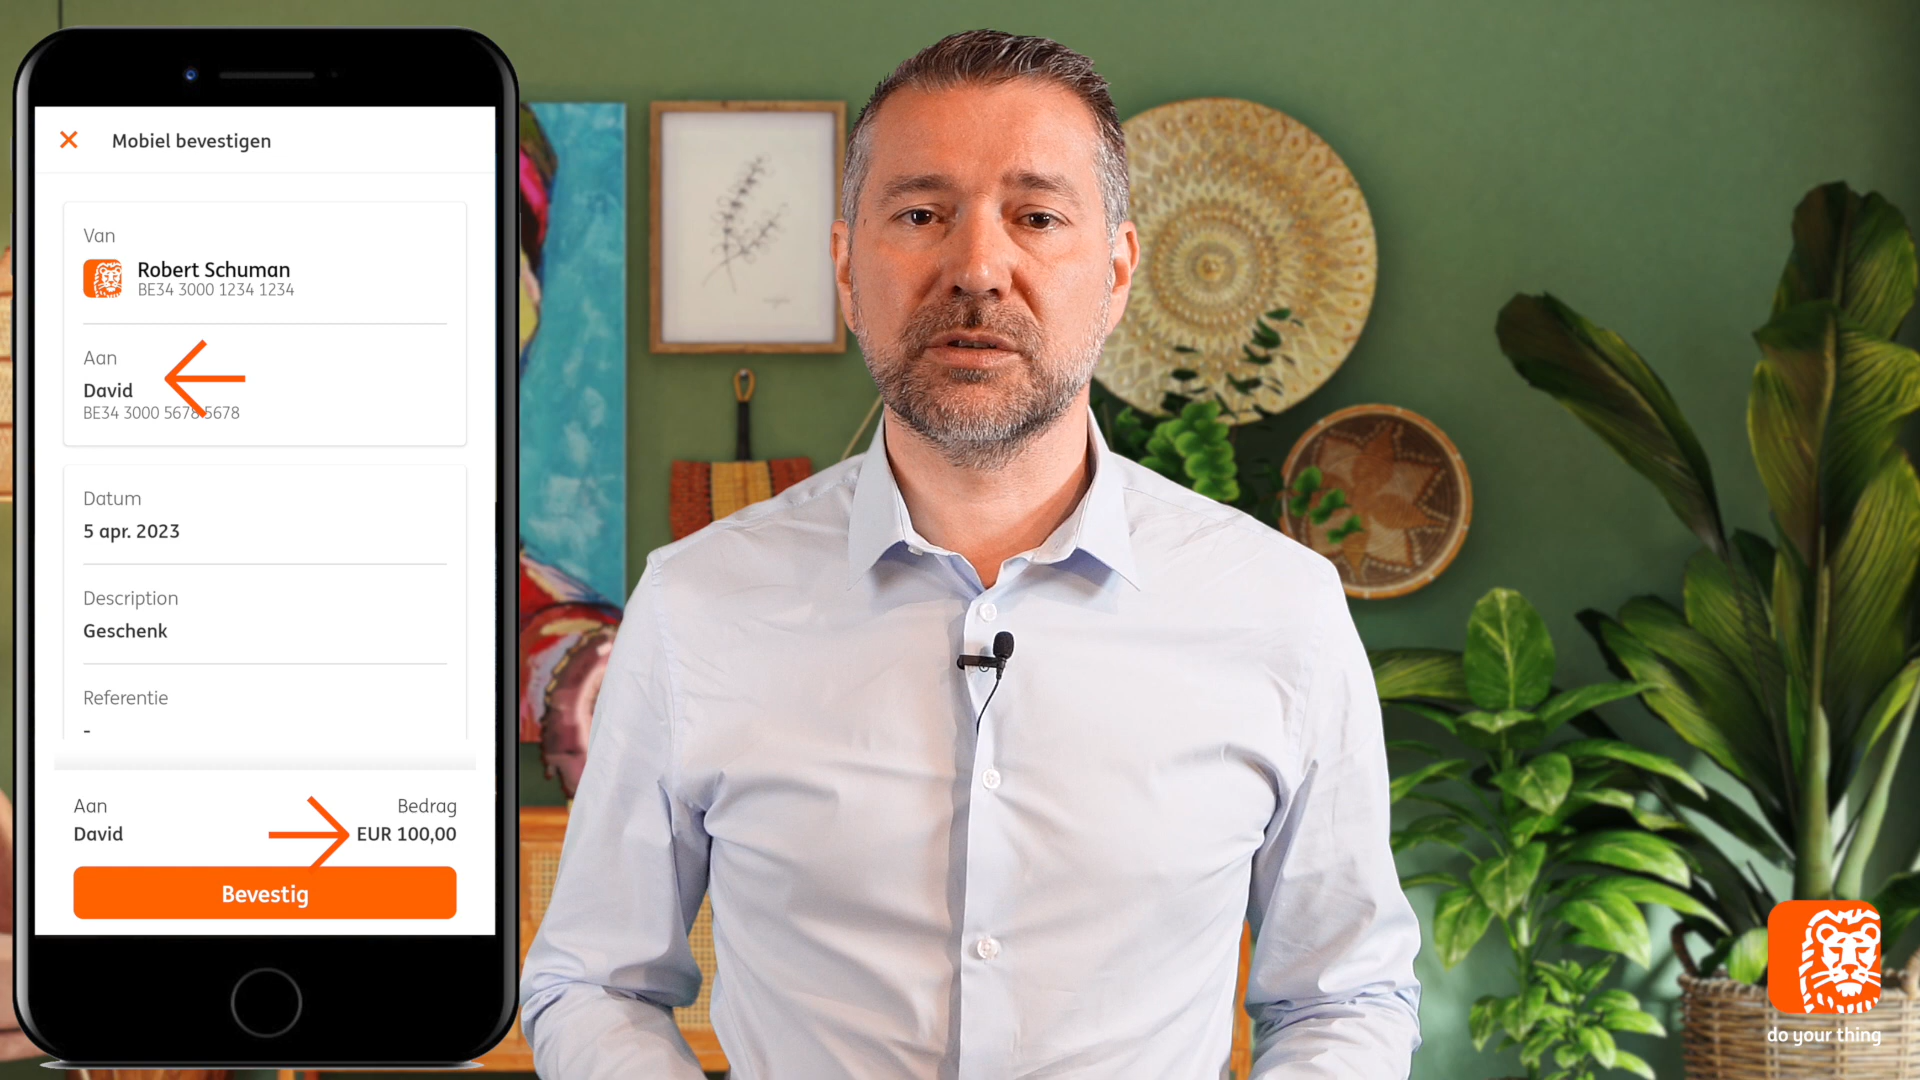 Mobiel bevestigen
Van
Robert Schuman
BE34 3000 1234 1234
Aan
David
BE34 3000 5678 5678
Datum
5 apr. 2023
Description
Geschenk
Referentie
-
Aan
Bedrag
David
EUR 100,00
Bevestig
do your thing